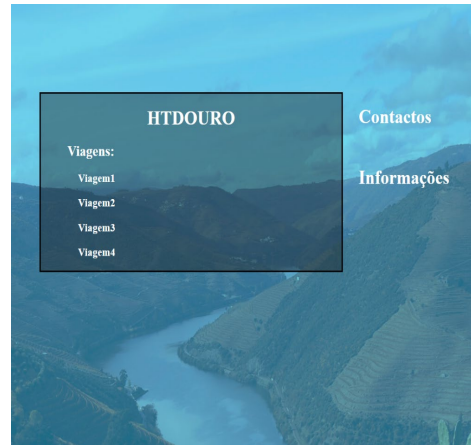 HTDOURO
Viagens:
Viagem1
Viagem2
Viagem3
Viagem4
Contactos
Informações